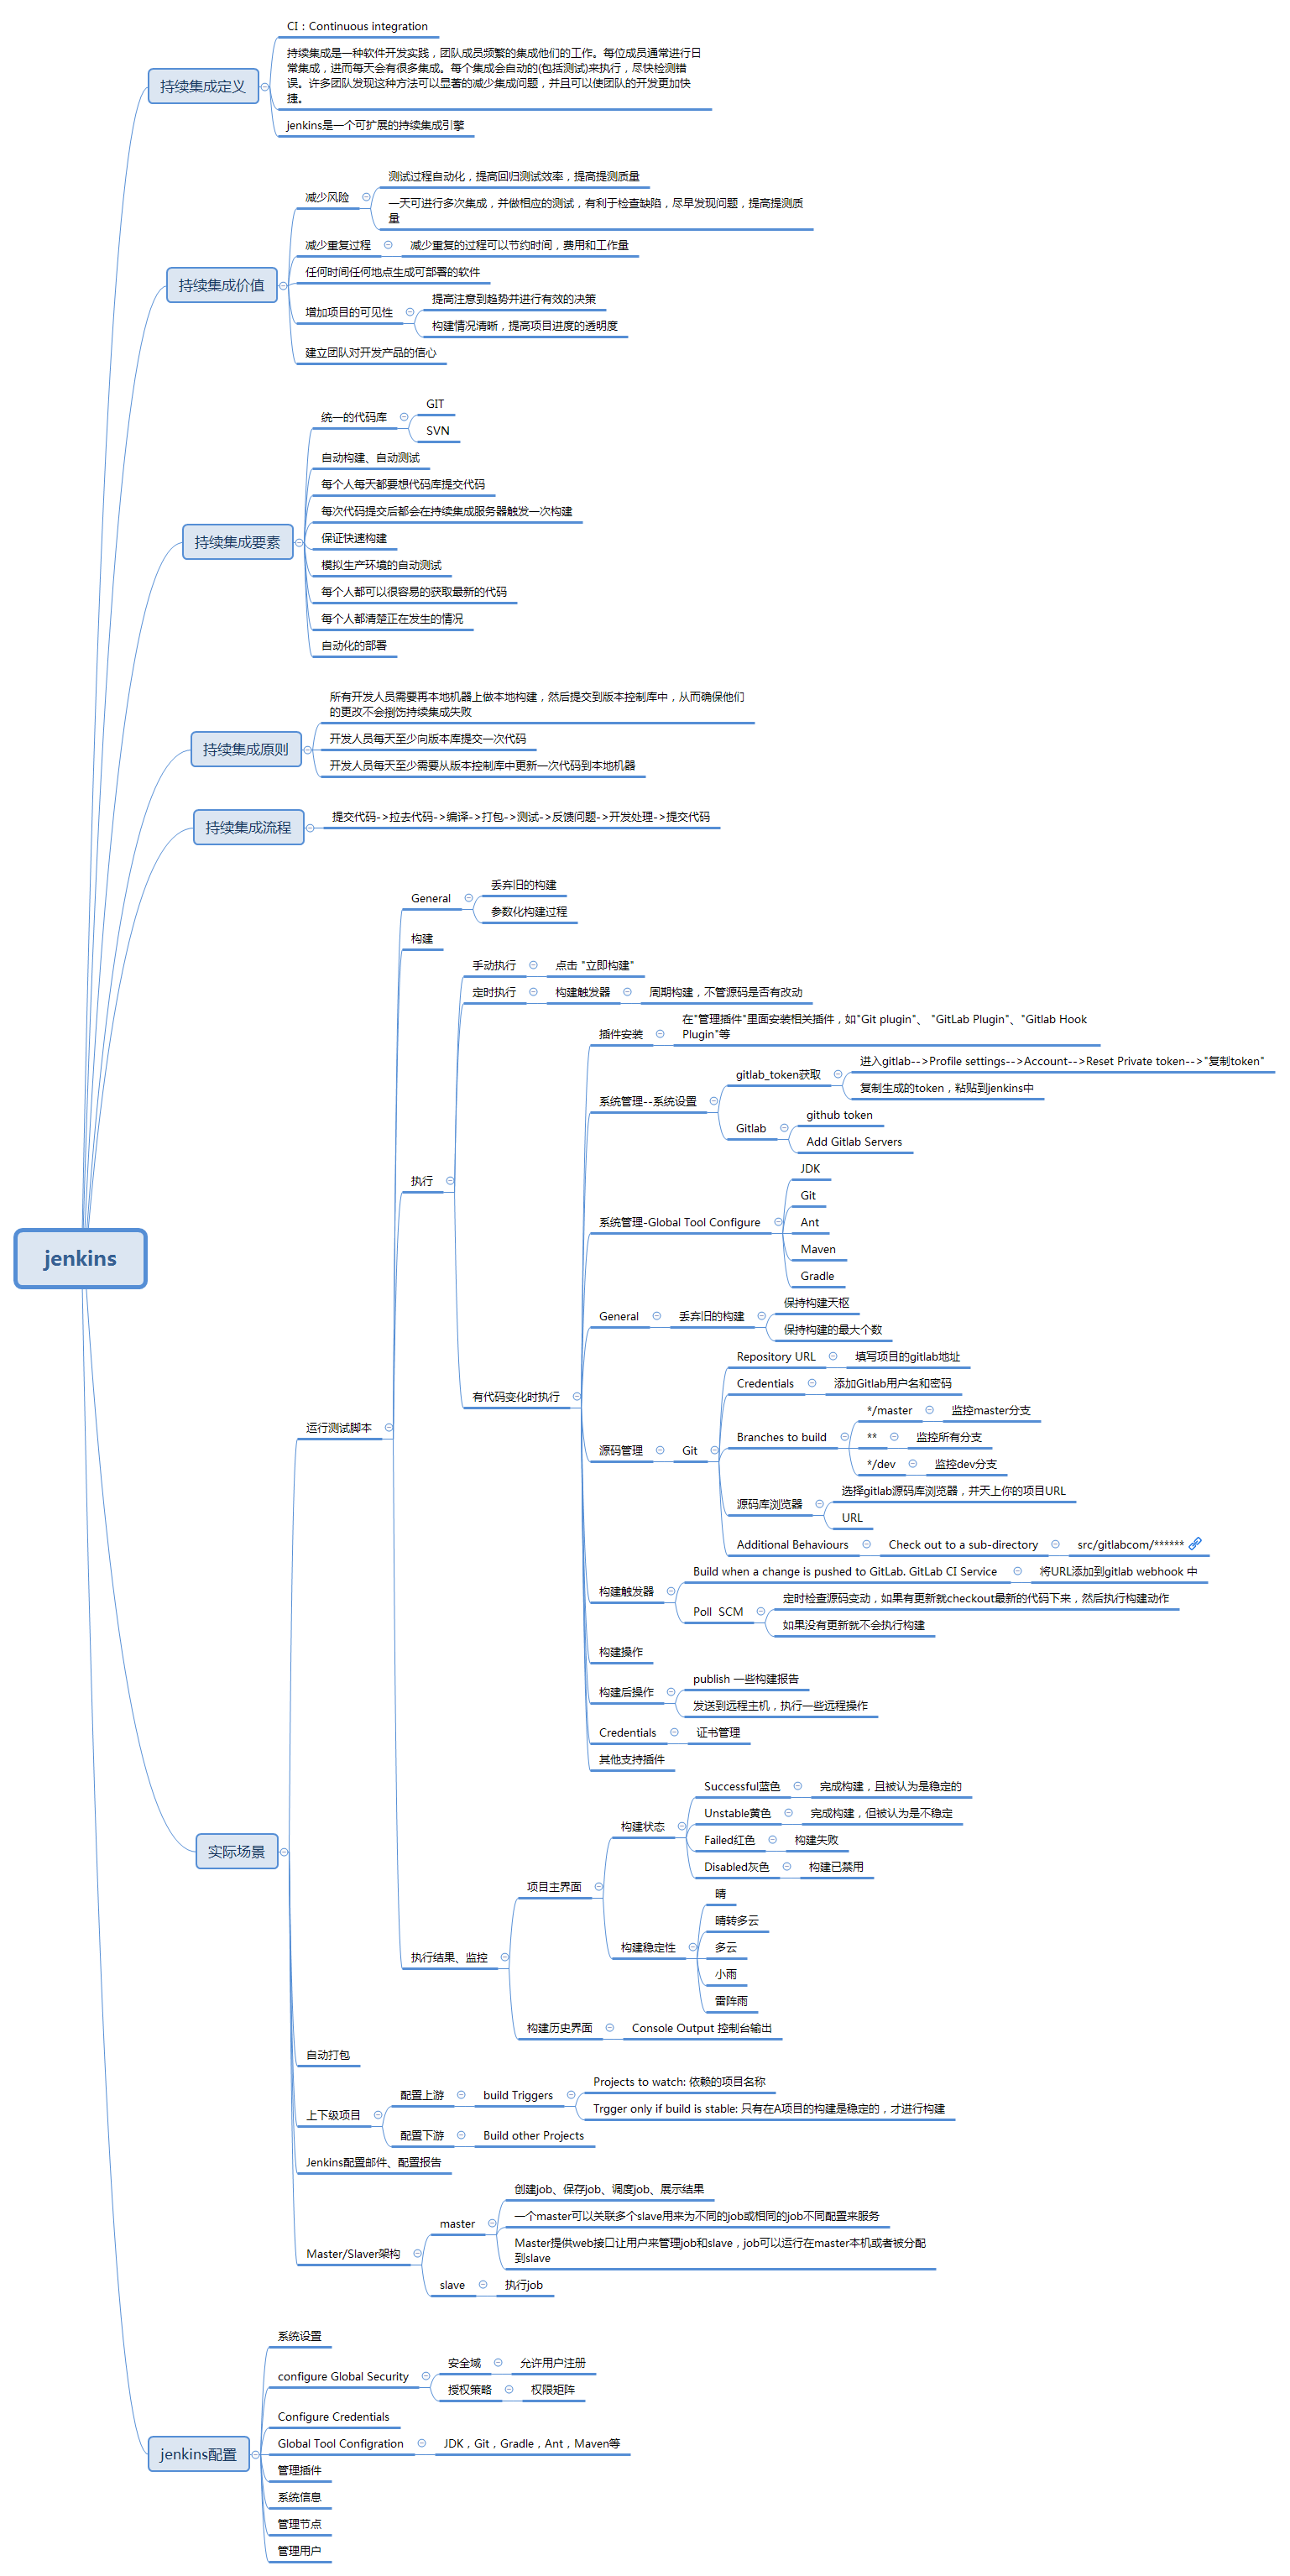 CI：Continuous integration
持续集成是一种软件开发实践，团队成员频繁的集成他们的工作。每位成员通常进行日
常集成，进而每天会有很多集成。每个集成会自动的(包括测试)来执行，尽快检测错
误。许多团队发现这种方法可以显著的减少集成问题，并且可以使团队的开发更加快
捷。
持续集成定义
jenkins是一个可扩展的持续集成引擎
测试过程自动化，提高回归测试效率，提高提测质量
减少风险
一天可进行多次集成，并做相应的测试，有利于检查缺陷，尽早发现问题，提高提测质
量
减少重复过程
减少重复的过程可以节约时间，费用和工作量
任何时间任何地点生成可部署的软件
持续集成价值
提高注意到趋势并进行有效的决策
增加项目的可见性
构建情况清晰，提高项目进度的透明度
建立团队对开发产品的信心
GIT
统一的代码库
SVN
自动构建、自动测试
每个人每天都要想代码库提交代码
每次代码提交后都会在持续集成服务器触发一次构建
持续集成要素
保证快速构建
模拟生产环境的自动测试
每个人都可以很容易的获取最新的代码
每个人都清楚正在发生的情况
自动化的部署
所有开发人员需要再本地机器上做本地构建，然后提交到版本控制库中，从而确保他们
的更改不会捯饬持续集成失败
持续集成原则
开发人员每天至少向版本库提交一次代码
开发人员每天至少需要从版本控制库中更新一次代码到本地机器
持续集成流程
提交代码->拉去代码->编译->打包->测试->反馈问题->开发处理->提交代码
丢弃旧的构建
General
参数化构建过程
构建
手动执行
点击 "立即构建"
定时执行
构建触发器
周期构建，不管源码是否有改动
插件安装
在"管理插件"里面安装相关插件，如"Git plugin"、 "GitLab Plugin"、"Gitlab Hook
Plugin"等
进入gitlab-->Profile settings-->Account-->Reset Private token-->"复制token"
gitlab_token获取
复制生成的token，粘贴到jenkins中
系统管理--系统设置
github token
Gitlab
Add Gitlab Servers
执行
JDK
Git
系统管理-Global Tool Configure
Ant
Maven
Gradle
jenkins
保持构建天枢
General
丢弃旧的构建
保持构建的最大个数
Repository URL
填写项目的gitlab地址
Credentials
添加Gitlab用户名和密码
有代码变化时执行
*/master
监控master分支
运行测试脚本
Branches to build
**
监控所有分支
源码管理
Git
*/dev
监控dev分支
选择gitlab源码库浏览器，并天上你的项目URL
源码库浏览器
URL
Additional Behaviours
Check out to a sub-directory
src/gitlabcom/******
Build when a change is pushed to GitLab. GitLab CI Service
将URL添加到gitlab webhook 中
构建触发器
定时检查源码变动，如果有更新就checkout最新的代码下来，然后执行构建动作
Poll  SCM
如果没有更新就不会执行构建
构建操作
publish 一些构建报告
构建后操作
发送到远程主机，执行一些远程操作
Credentials
证书管理
其他支持插件
Successful蓝色
完成构建，且被认为是稳定的
Unstable黄色
完成构建，但被认为是不稳定
构建状态
Failed红色
构建失败
实际场景
Disabled灰色
构建已禁用
项目主界面
晴
晴转多云
构建稳定性
多云
执行结果、监控
小雨
雷阵雨
构建历史界面
Console Output 控制台输出
自动打包
Projects to watch: 依赖的项目名称
配置上游
build Triggers
Trgger only if build is stable: 只有在A项目的构建是稳定的，才进行构建
上下级项目
配置下游
Build other Projects
Jenkins配置邮件、配置报告
创建job、保存job、调度job、展示结果
master
一个master可以关联多个slave用来为不同的job或相同的job不同配置来服务
Master提供web接口让用户来管理job和slave，job可以运行在master本机或者被分配
到slave
Master/Slaver架构
slave
执行job
系统设置
安全域
允许用户注册
configure Global Security
授权策略
权限矩阵
Configure Credentials
Global Tool Configration
JDK，Git，Gradle，Ant，Maven等
jenkins配置
管理插件
系统信息
管理节点
管理用户